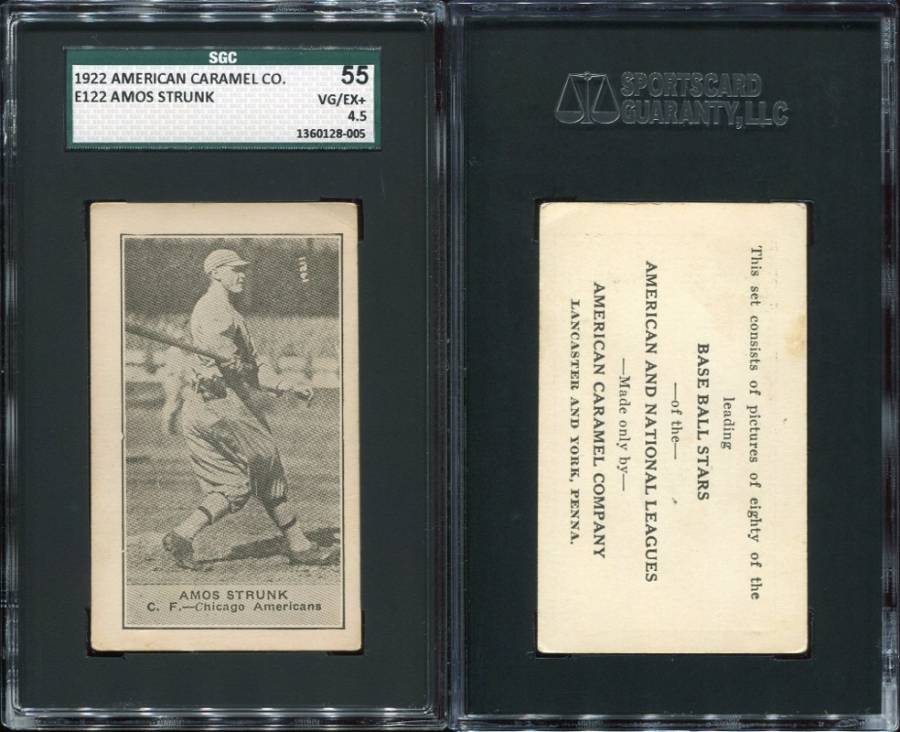 SGC
1922 AMERICAN CARAMEL CO. 55
E122 AMOS STRUNK VG/EX+
4.5
1360128-005
AMOS STRUNK
C. F.—Chicago Americans
SPORTSCARD
GUARANTY,LLC
This set consists of pictures of eighty of the
leading
BASE BALL STARS
—of the—
AMERICAN AND NATIONAL LEAGUES
—Made only by—
AMERICAN CARAMEL COMPANY
LANCASTER AND YORK, PENNA.